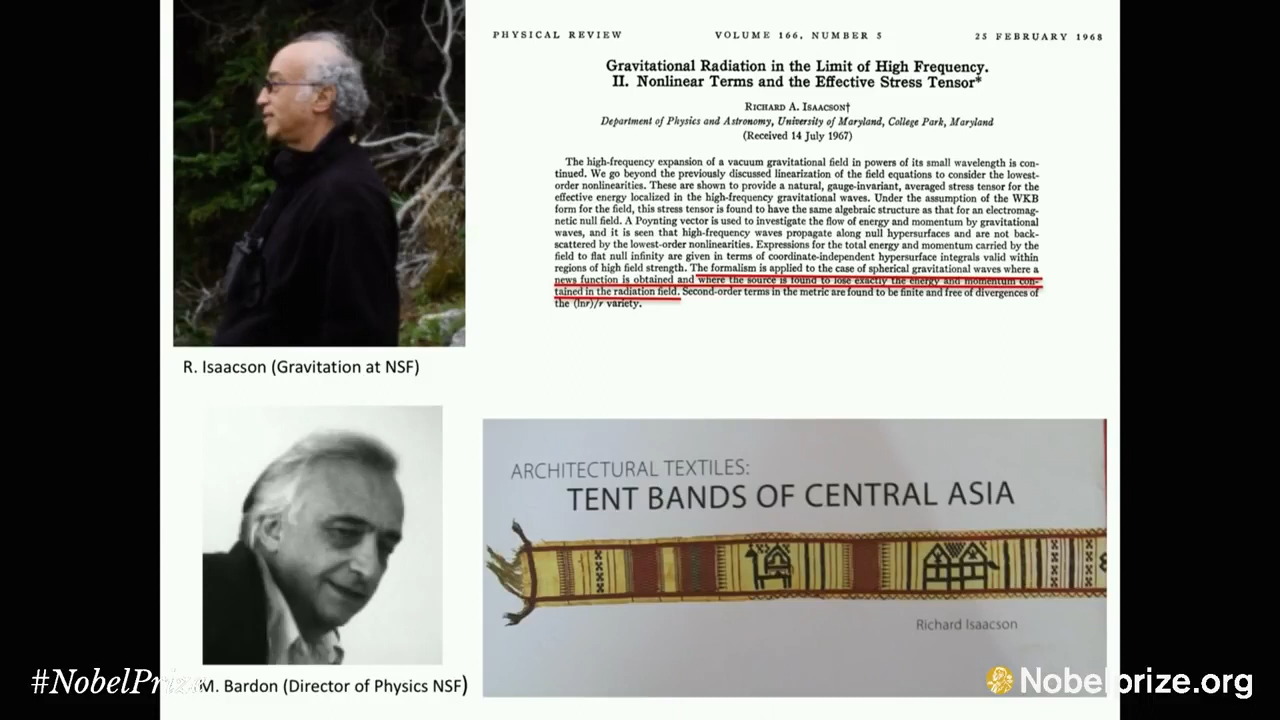 PHYSICAL REVIEW VOLUME 166, NUMBER 5 25 FEBRUARY 1968
Gravitational Radiation in the Limit of High Frequency.
II. Nonlinear Terms and the Effective Stress Tensor*
RICHARD A. ISAACSON†
Department of Physics and Astronomy, University of Maryland, College Park, Maryland
(Received 14 July 1967)
The high-frequency expansion of a vacuum gravitational field in powers of its small wavelength is con-
tinued. We go beyond the previously discussed linearization of the field equations to consider the lowest-
order nonlinearities. These are shown to provide a natural, gauge-invariant, averaged stress tensor for the
effective energy localized in the high-frequency gravitational waves. Under the assumption of the WKB
form for the field, this stress tensor is found to have the same algebraic structure as that for an electromag-
netic null field. A Poynting vector is used to investigate the flow of energy and momentum by gravitational
waves, and it is seen that high-frequency waves propagate along null hypersurfaces and are not back-
scattered by the lowest-order nonlinearities. Expressions for the total energy and momentum carried by the
field to flat null infinity are given in terms of coordinate-independent hypersurface integrals valid within
regions of high field strength. The formalism is applied to the case of spherical gravitational waves where a
news function is obtained and where the source is found to lose exactly the energy and momentum con-
tained in the radiation field. Second-order terms in the metric are found to be finite and free of divergences of
the (lnr)/r variety.
R. Isaacson (Gravitation at NSF)
ARCHITECTURAL TEXTILES:
TENT BANDS OF CENTRAL ASIA
Richard Isaacson
M. Bardon (Director of Physics NSF)
#NobelPrize
Nobelprize.org